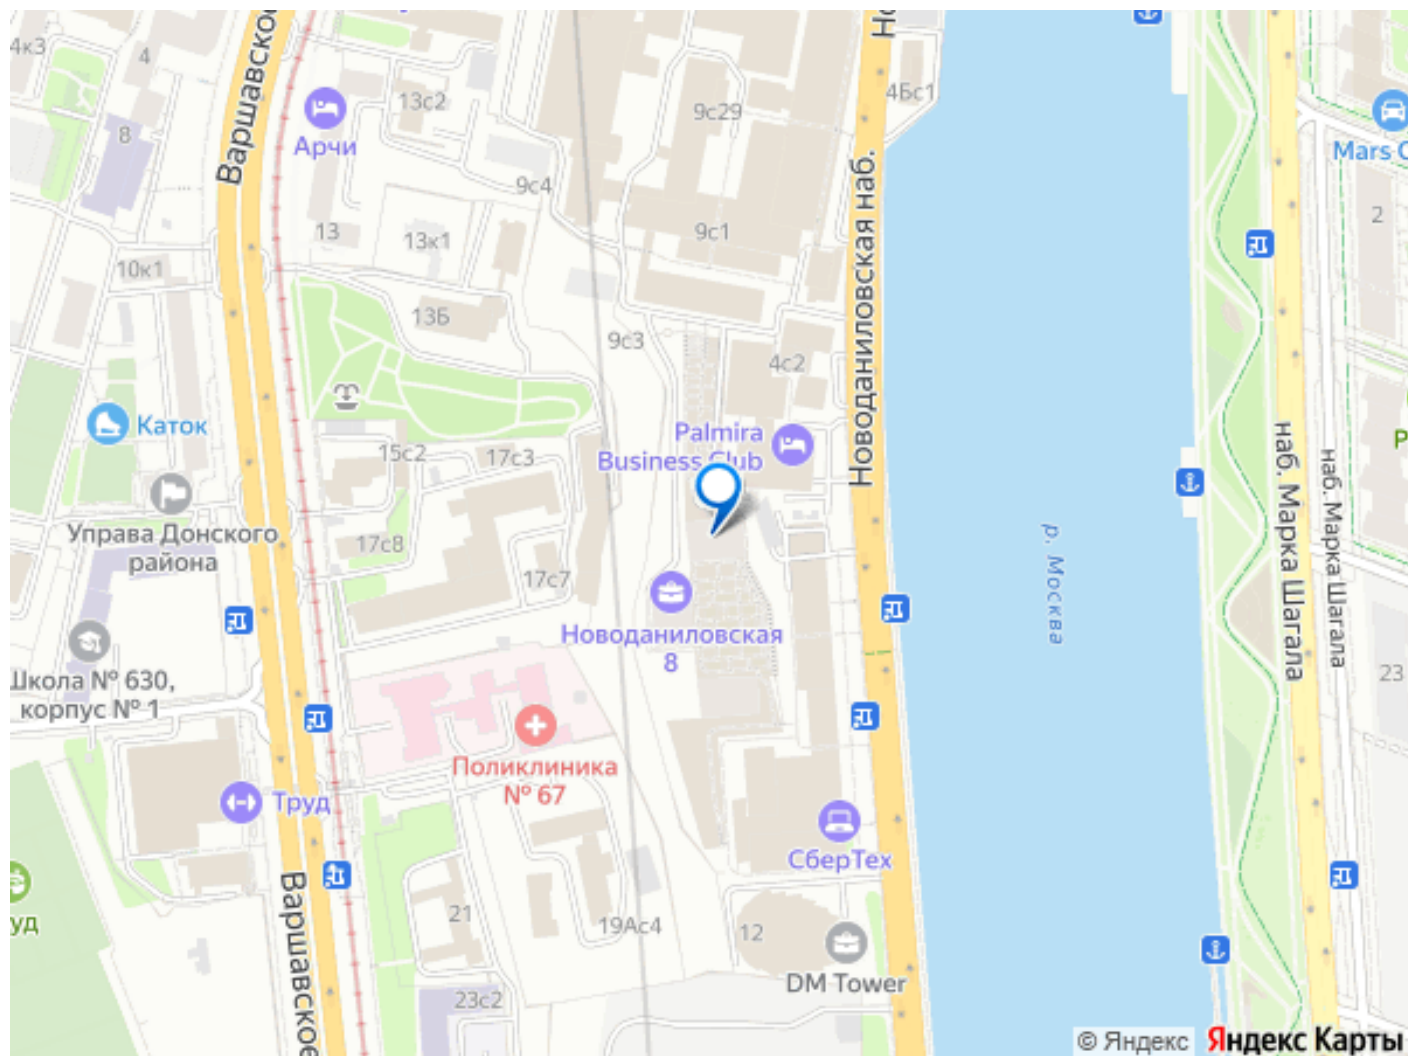 4к3
4
Варшавское
13с2
9с29
4Бс1
8
Арчи
9с4
Mars
2
13
13к1
9с1
10к1
Новоданиловская наб.
13Б
9с3
4с2
Каток
Palmira
Business Club
15с2
17с3
наб. Марка Шагала
наб. Марка Шагала
Управа Донского
района
17с8
17с7
р. Москва
Новоданиловская
8
Школа № 630,
корпус № 1
23
Поликлиника
№ 67
Труд
СберТех
Варшавское
21
19Ас4
12
DM Tower
23с2
© Яндекс Яндекс Карты